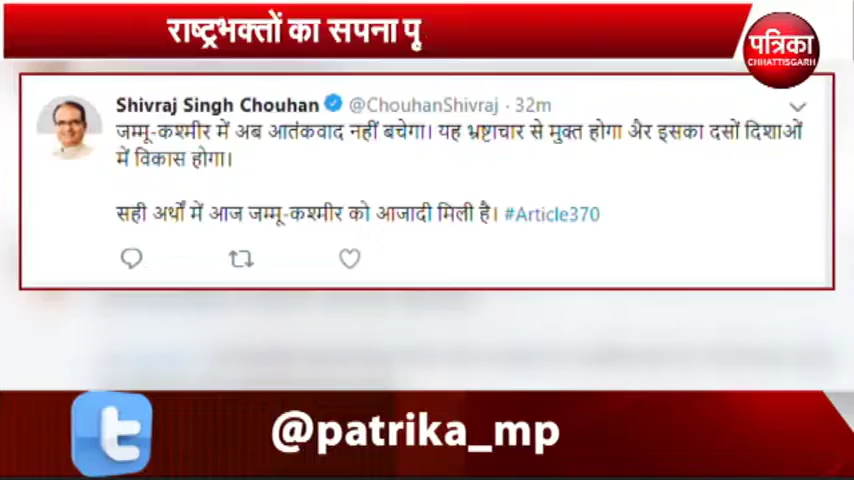 राष्ट्रभक्तों का सपना पू
पत्रिका
CHHATTISGARH
Shivraj Singh Chouhan @ChouhanShivraj · 32m
जम्मू-कश्मीर में अब आतंकवाद नहीं बचेगा। यह भ्रष्टाचार से मुक्त होगा और इसका दसों दिशाओं
में विकास होगा।
सही अर्थों में आज जम्मू-कश्मीर को आजादी मिली है। #Article370
@patrika_mp